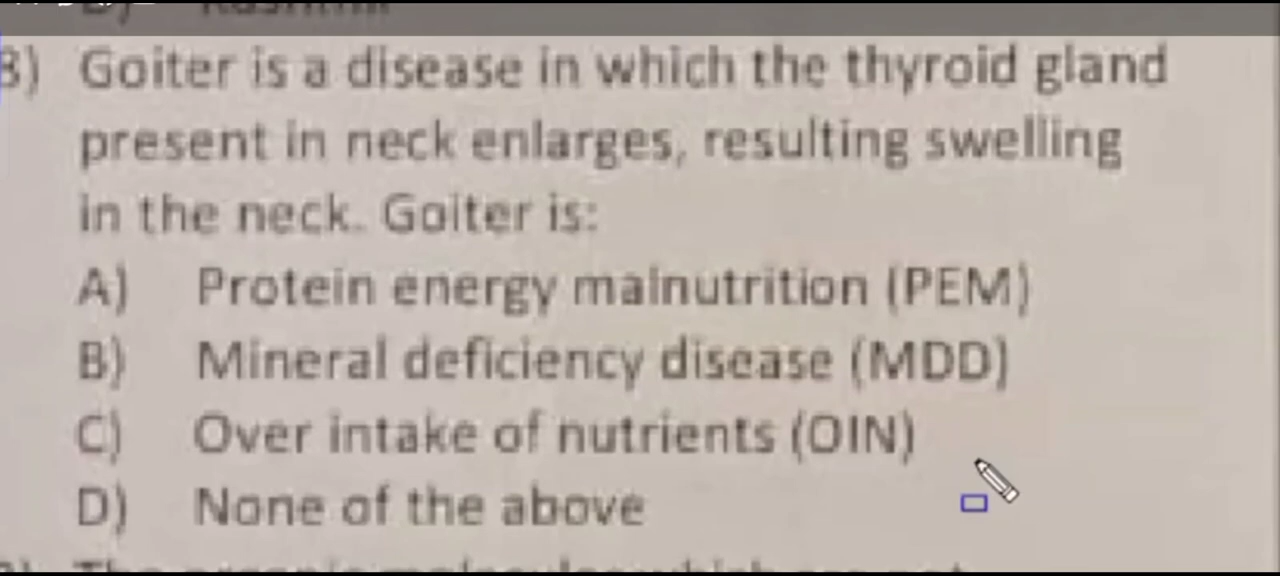 3) Goiter is a disease in which the thyroid gland
present in neck enlarges, resulting swelling
in the neck. Goiter is:
A) Protein energy malnutrition (PEM)
B) Mineral deficiency disease (MDD)
C) Over intake of nutrients (OIN)
D) None of the above